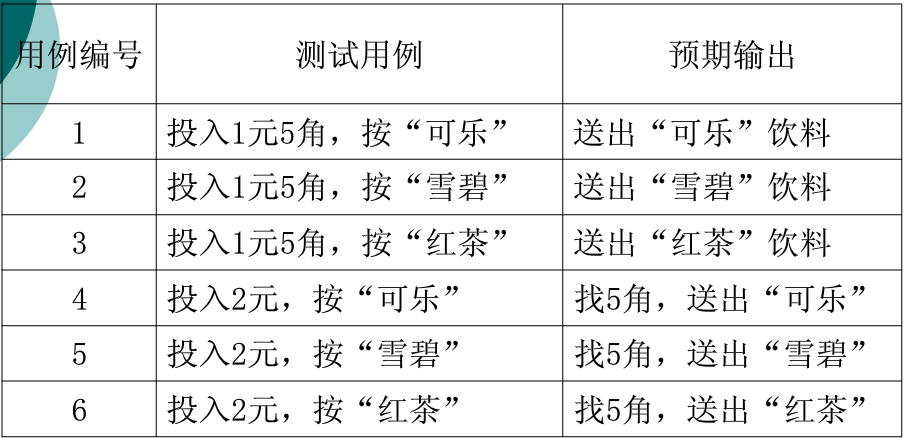 用例编号 测试用例 预期输出
1 投入1元5角，按“可乐” 送出“可乐”饮料
2 投入1元5角，按“雪碧” 送出“雪碧”饮料
3 投入1元5角，按“红茶” 送出“红茶”饮料
4 投入2元，按“可乐” 找5角，送出“可乐”
5 投入2元，按“雪碧” 找5角，送出“雪碧”
6 投入2元，按“红茶” 找5角，送出“红茶”